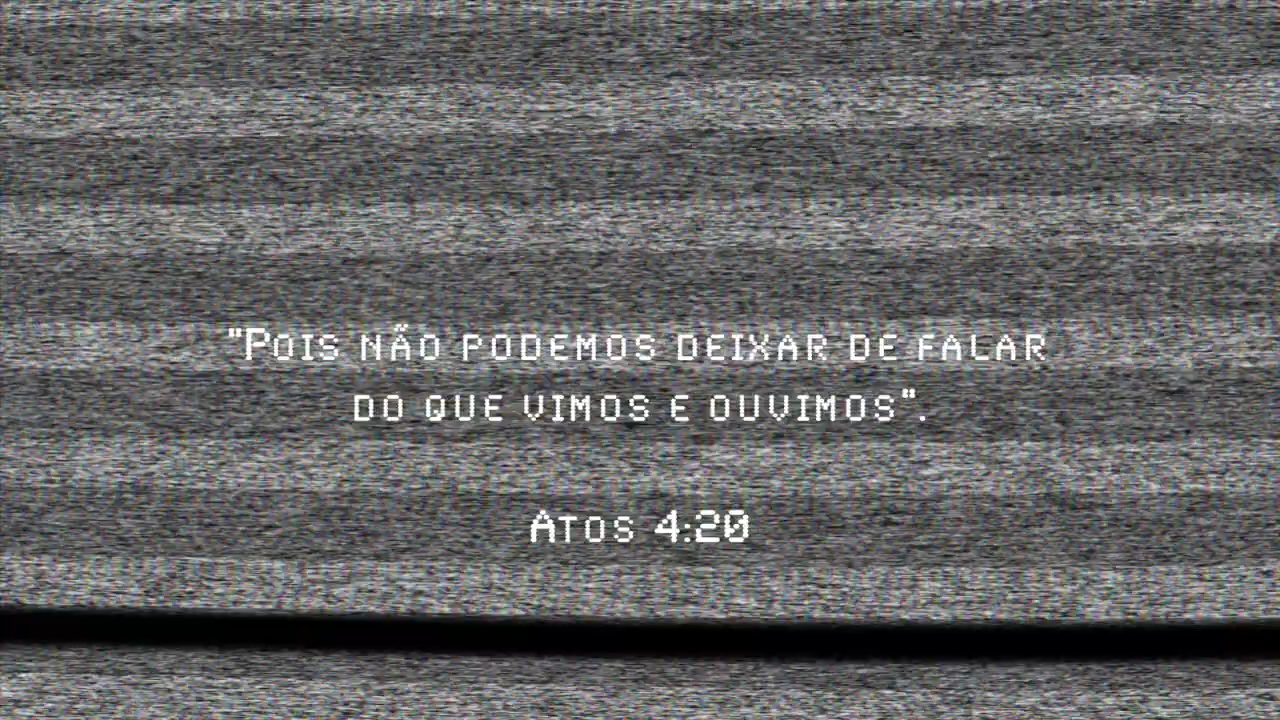 "Pois não podemos deixar de falar
do que vimos e ouvimos".
Atos 4:20